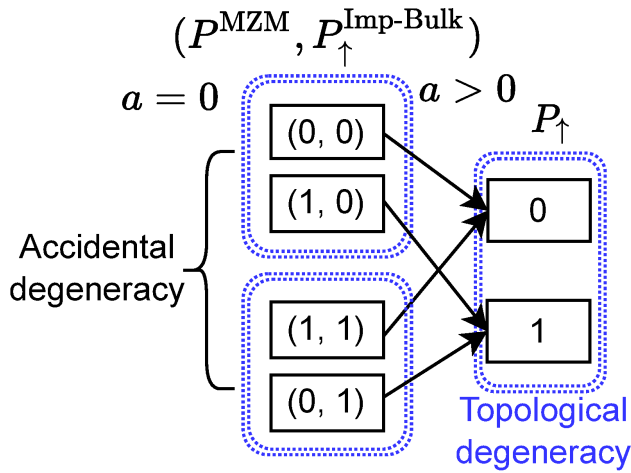 (P^MZM, P_↑^Imp-Bulk)
a = 0
a > 0
P_↑
(0, 0)
(1, 0)
0
Accidental
degeneracy
(1, 1)
(0, 1)
1
Topological
degeneracy